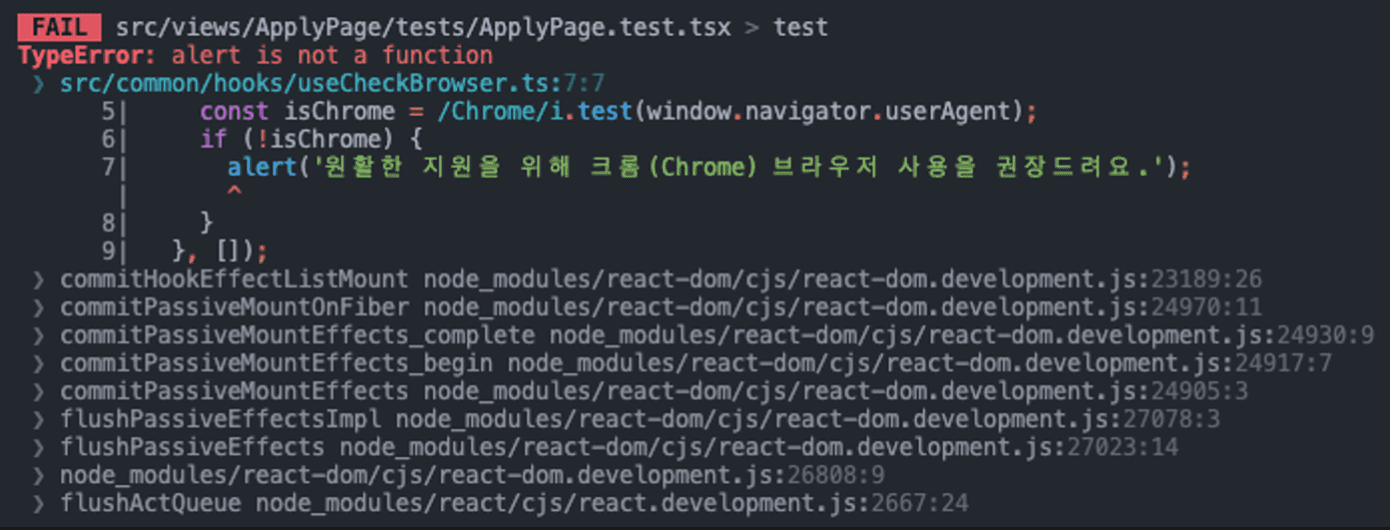 FAIL src/views/ApplyPage/tests/ApplyPage.test.tsx > test
TypeError: alert is not a function
❯ src/common/hooks/useCheckBrowser.ts:7:7
5| const isChrome = /Chrome/i.test(window.navigator.userAgent);
6| if (!isChrome) {
7| alert('원활한 지원을 위해 크롬(Chrome) 브라우저 사용을 권장드려요.');
| ^
8| }
9| }, []);
❯ commitHookEffectListMount node_modules/react-dom/cjs/react-dom.development.js:23189:26
❯ commitPassiveMountOnFiber node_modules/react-dom/cjs/react-dom.development.js:24970:11
❯ commitPassiveMountEffects_complete node_modules/react-dom/cjs/react-dom.development.js:24930:9
❯ commitPassiveMountEffects_begin node_modules/react-dom/cjs/react-dom.development.js:24917:7
❯ commitPassiveMountEffects node_modules/react-dom/cjs/react-dom.development.js:24905:3
❯ flushPassiveEffectsImpl node_modules/react-dom/cjs/react-dom.development.js:27078:3
❯ flushPassiveEffects node_modules/react-dom/cjs/react-dom.development.js:27023:14
❯ node_modules/react-dom/cjs/react-dom.development.js:26808:9
❯ flushActQueue node_modules/react/cjs/react.development.js:2667:24